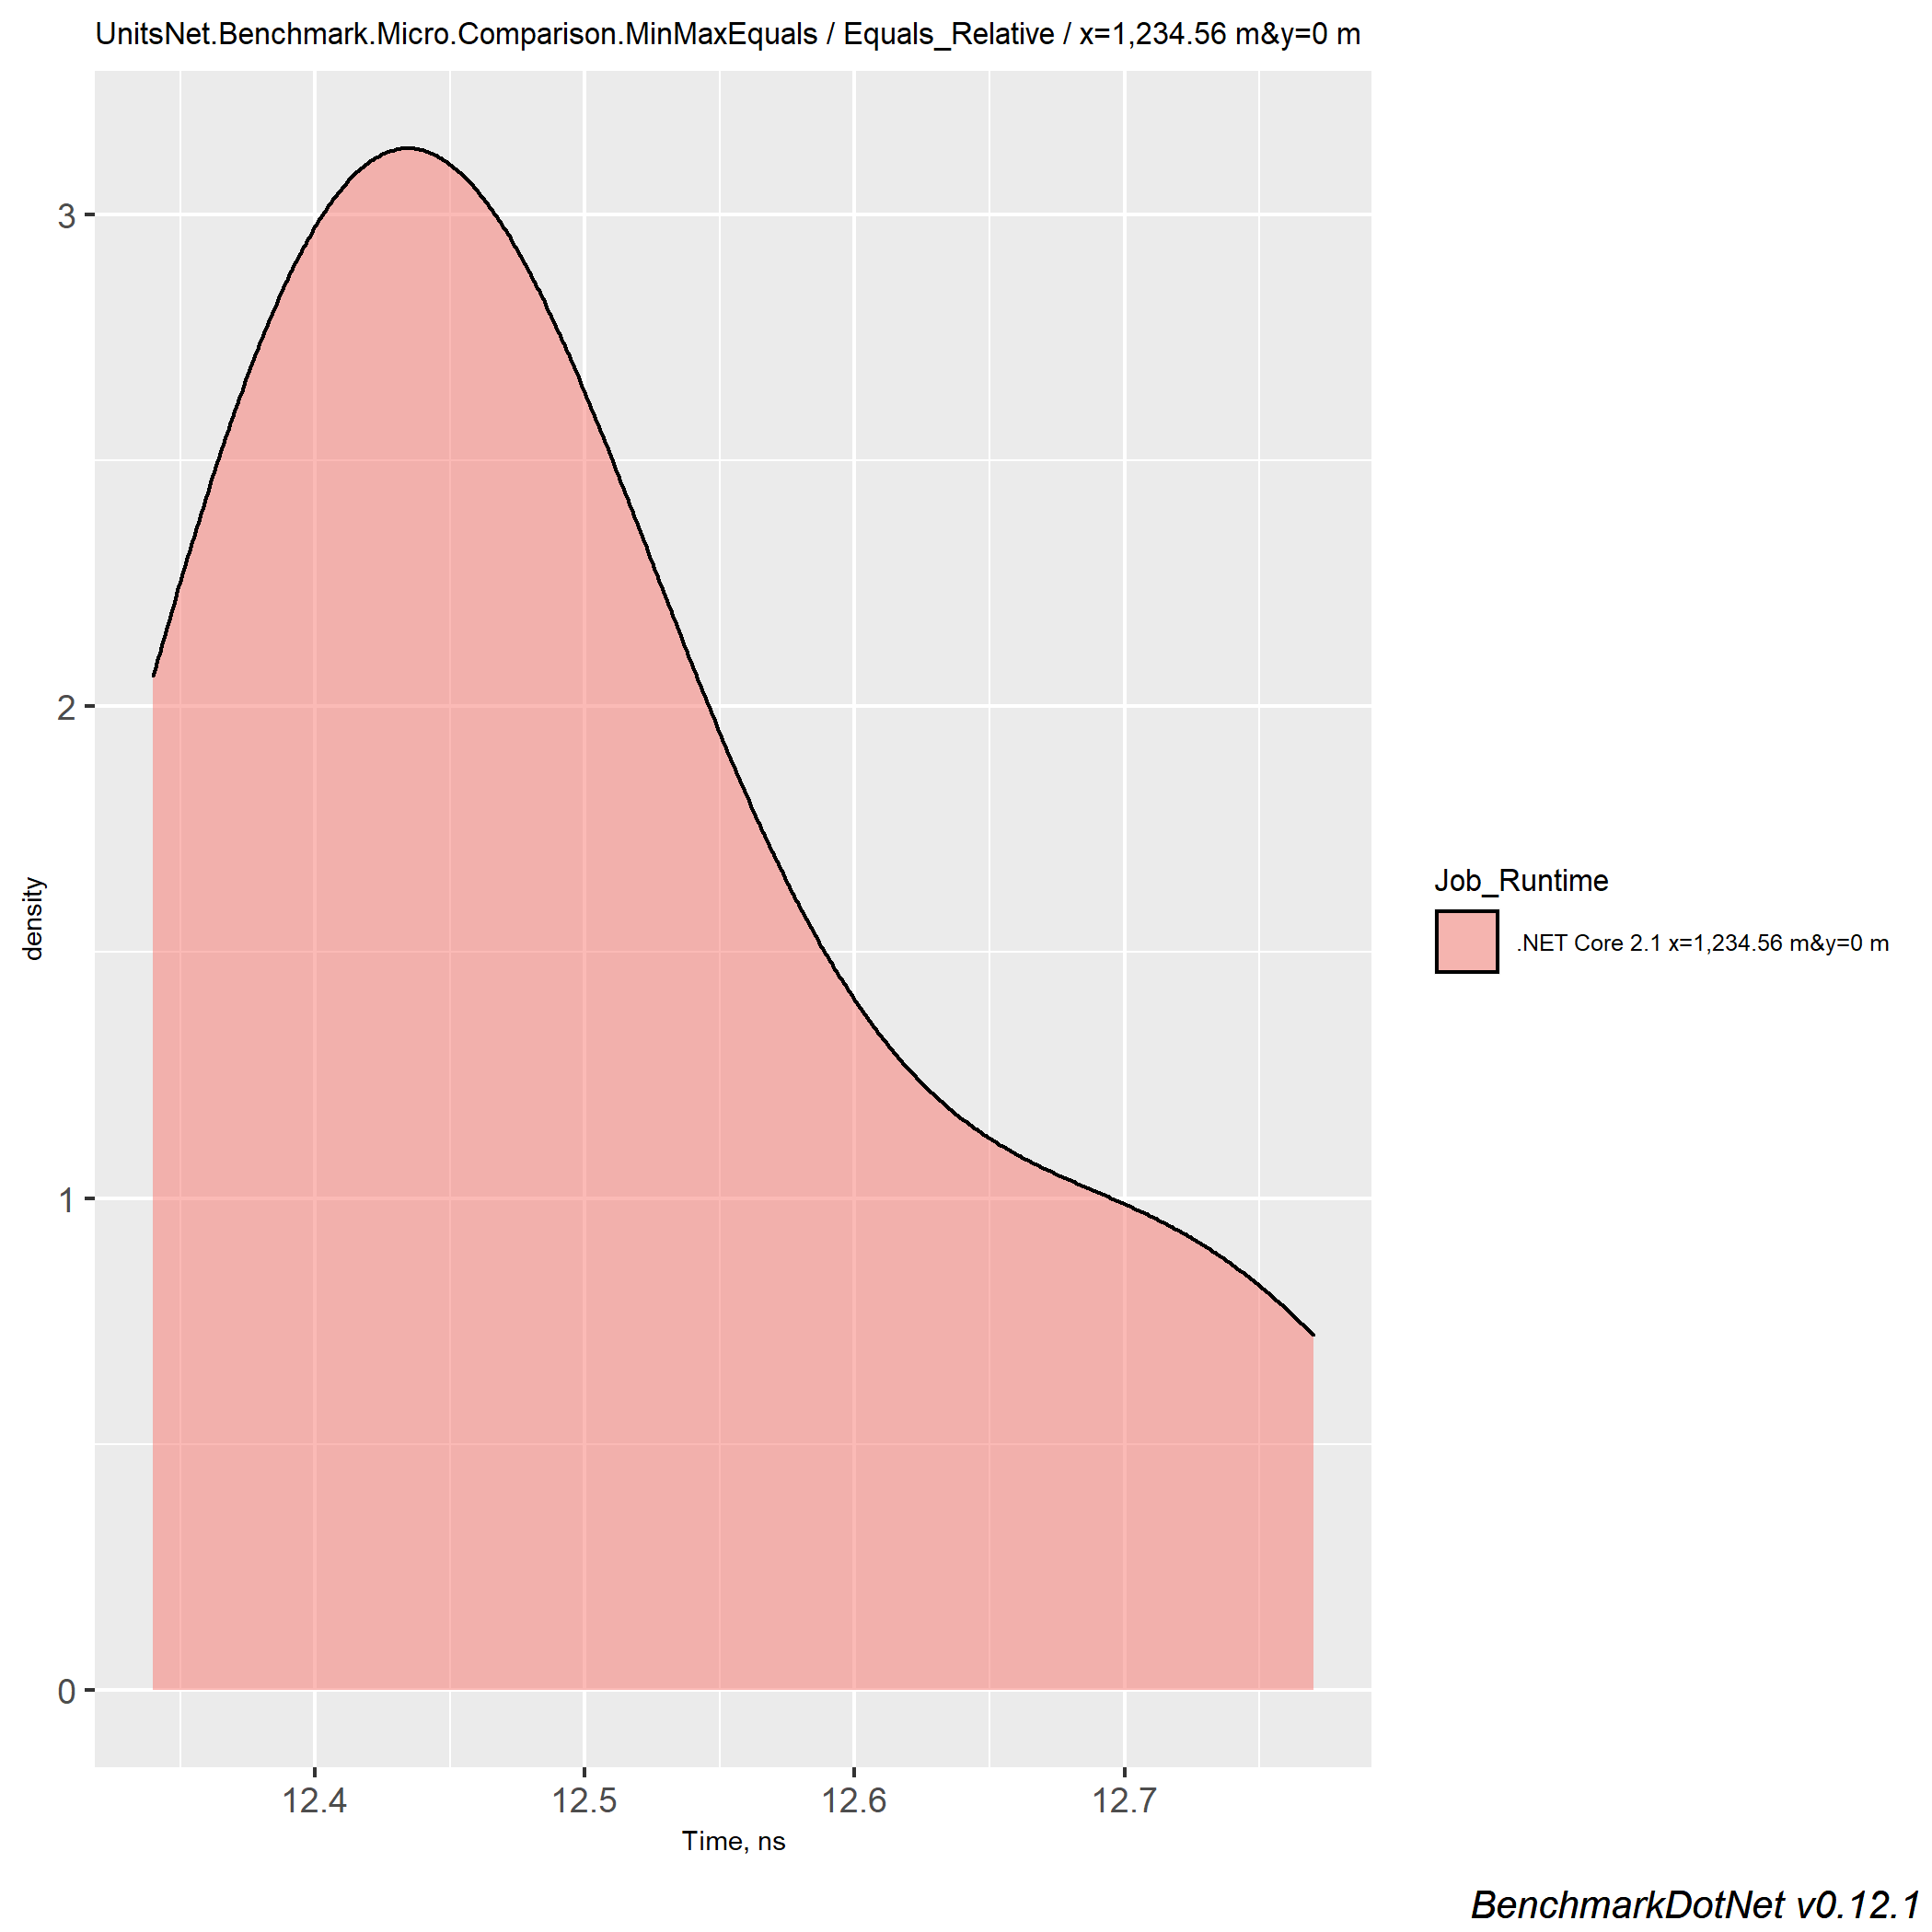 UnitsNet.Benchmark.Micro.Comparison.MinMaxEquals / Equals_Relative / x=1,234.56 m&y=0 m
3
2
1
0
density
12.4 12.5 12.6 12.7
Time, ns
Job_Runtime
.NET Core 2.1 x=1,234.56 m&y=0 m
BenchmarkDotNet v0.12.1